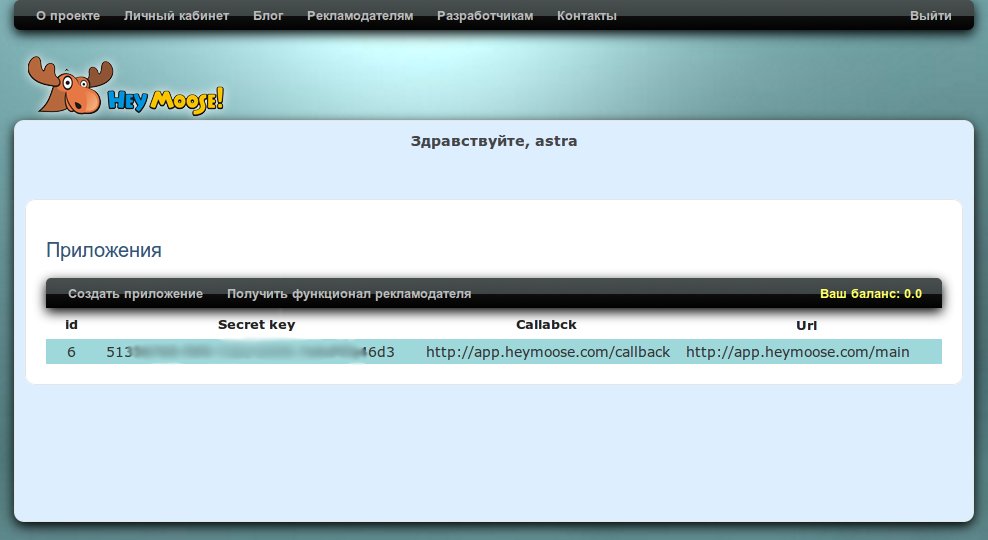 О проекте Личный кабинет Блог Рекламодателям Разработчикам Контакты Выйти
Hey Moose!
Здравствуйте, astra
Приложения
Создать приложение Получить функционал рекламодателя Ваш баланс: 0.0
id Secret key Callabck Url
6 513 46d3 http://app.heymoose.com/callback http://app.heymoose.com/main